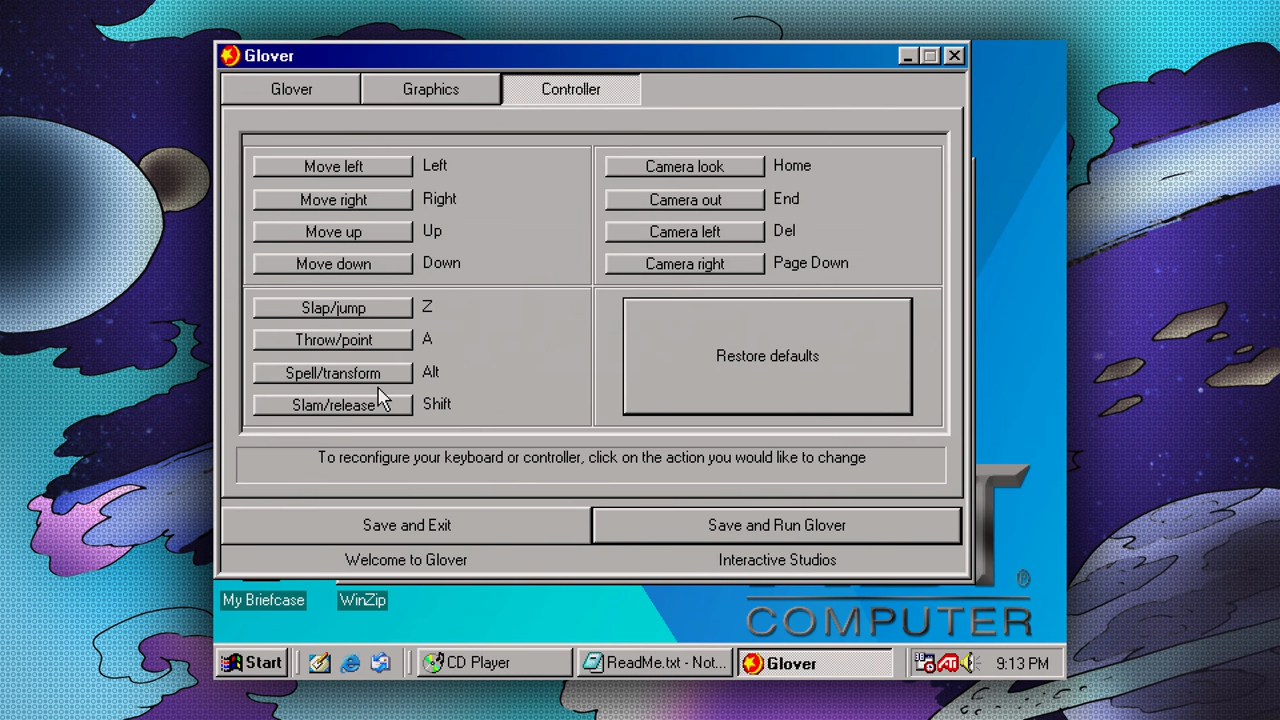 Glover
Glover Graphics Controller
Move left Left
Move right Right
Move up Up
Move down Down
Camera look Home
Camera out End
Camera left Del
Camera right Page Down
Slap/jump Z
Throw/point A
Spell/transform Alt
Slam/release Shift
Restore defaults
To reconfigure your keyboard or controller, click on the action you would like to change
Save and Exit Save and Run Glover
Welcome to Glover Interactive Studios
My Briefcase WinZip
T ®
COMPUTER
Start CD Player ReadMe.txt - Not... Glover ATI 9:13 PM